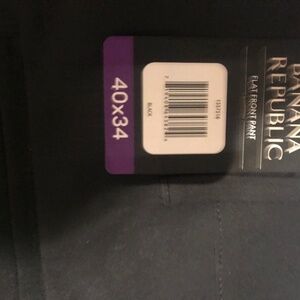 BANANA
REPUBLIC
FLAT FRONT PANT
BLACK
40x34